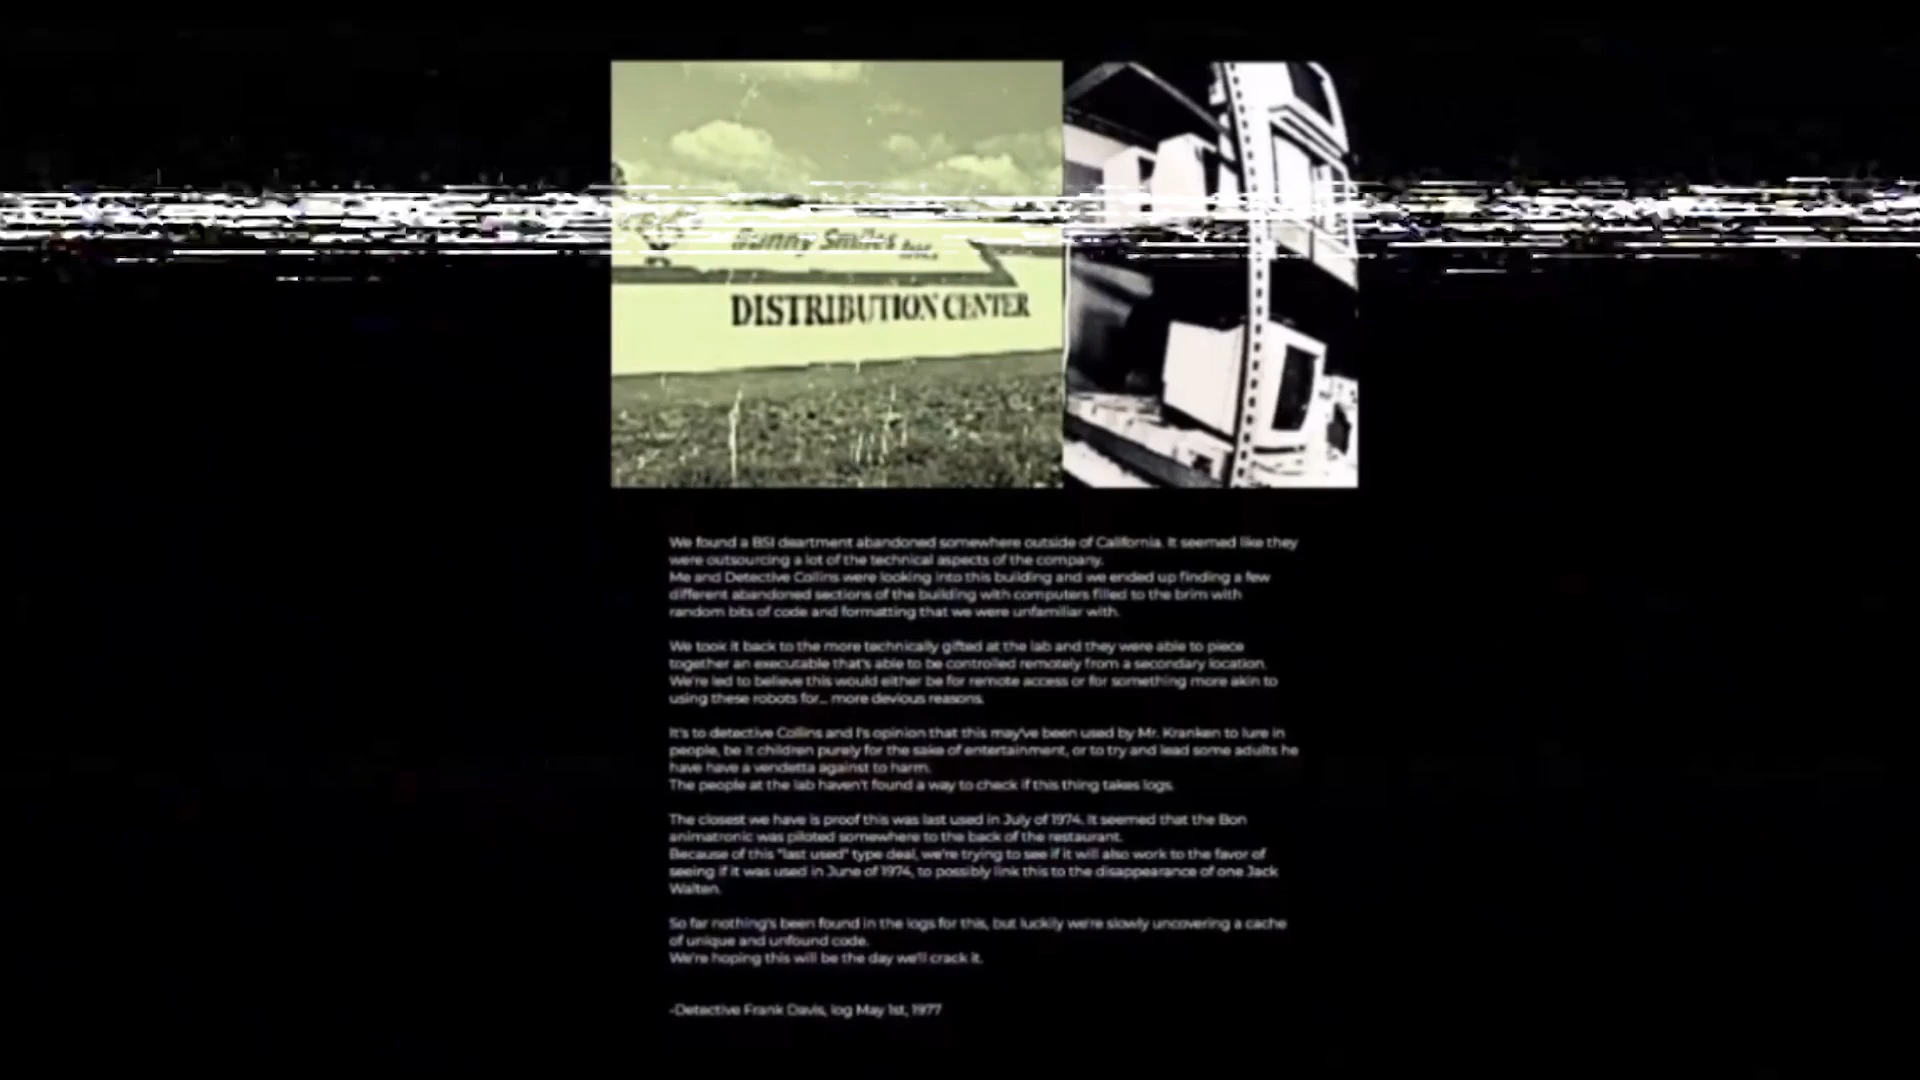 Bunny Smiles Inc.
DISTRIBUTION CENTER
We found a BSI deartment abandoned somewhere outside of California. It seemed like they
were outsourcing a lot of the technical aspects of the company.
Me and Detective Collins were looking into this building and we ended up finding a few
different abandoned sections of the building with computers filled to the brim with
random bits of code and formatting that we were unfamiliar with.
We took it back to the more technically gifted at the lab and they were able to piece
together an executable that's able to be controlled remotely from a secondary location.
We're led to believe this would either be for remote access or for something more akin to
using these robots for... more devious reasons.
It's to detective Collins and I's opinion that this may've been used by Mr. Kranken to lure in
people, be it children purely for the sake of entertainment, or to try and lead some adults he
have have a vendetta against to harm.
The people at the lab haven't found a way to check if this thing takes logs.
The closest we have is proof this was last used in July of 1974. It seemed that the Bon
animatronic was piloted somewhere to the back of the restaurant.
Because of this "last used" type deal, we're trying to see if it will also work to the favor of
seeing if it was used in June of 1974, to possibly link this to the disappearance of one Jack
Walten.
So far nothing's been found in the logs for this, but luckily we're slowly uncovering a cache
of unique and unfound code.
We're hoping this will be the day we'll crack it.
-Detective Frank Davis, log May 1st, 1977